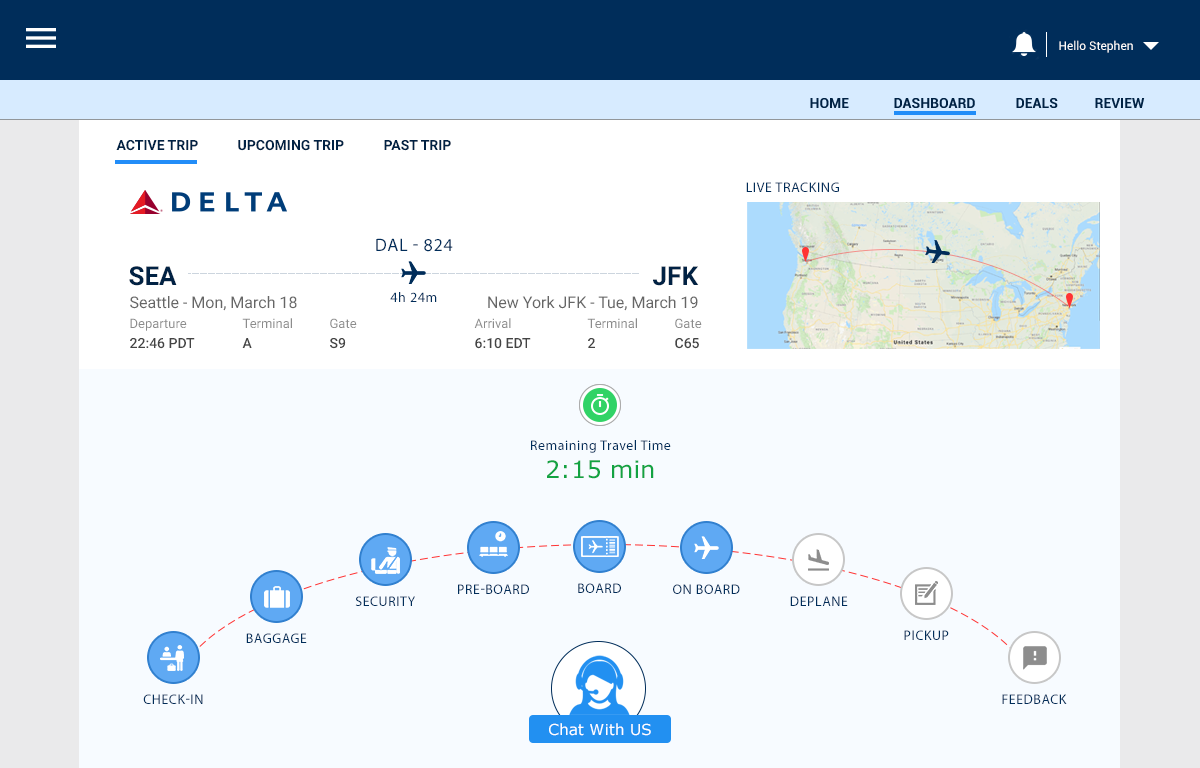 Hello Stephen
HOME DASHBOARD DEALS REVIEW
ACTIVE TRIP UPCOMING TRIP PAST TRIP
DELTA
LIVE TRACKING
DAL - 824
SEA JFK
4h 24m
Seattle - Mon, March 18 New York JFK - Tue, March 19
Departure Terminal Gate Arrival Terminal Gate
22:46 PDT A S9 6:10 EDT 2 C65
United States
Remaining Travel Time
2:15 min
CHECK-IN
BAGGAGE
SECURITY
PRE-BOARD
BOARD
ON BOARD
DEPLANE
PICKUP
FEEDBACK
Chat With US